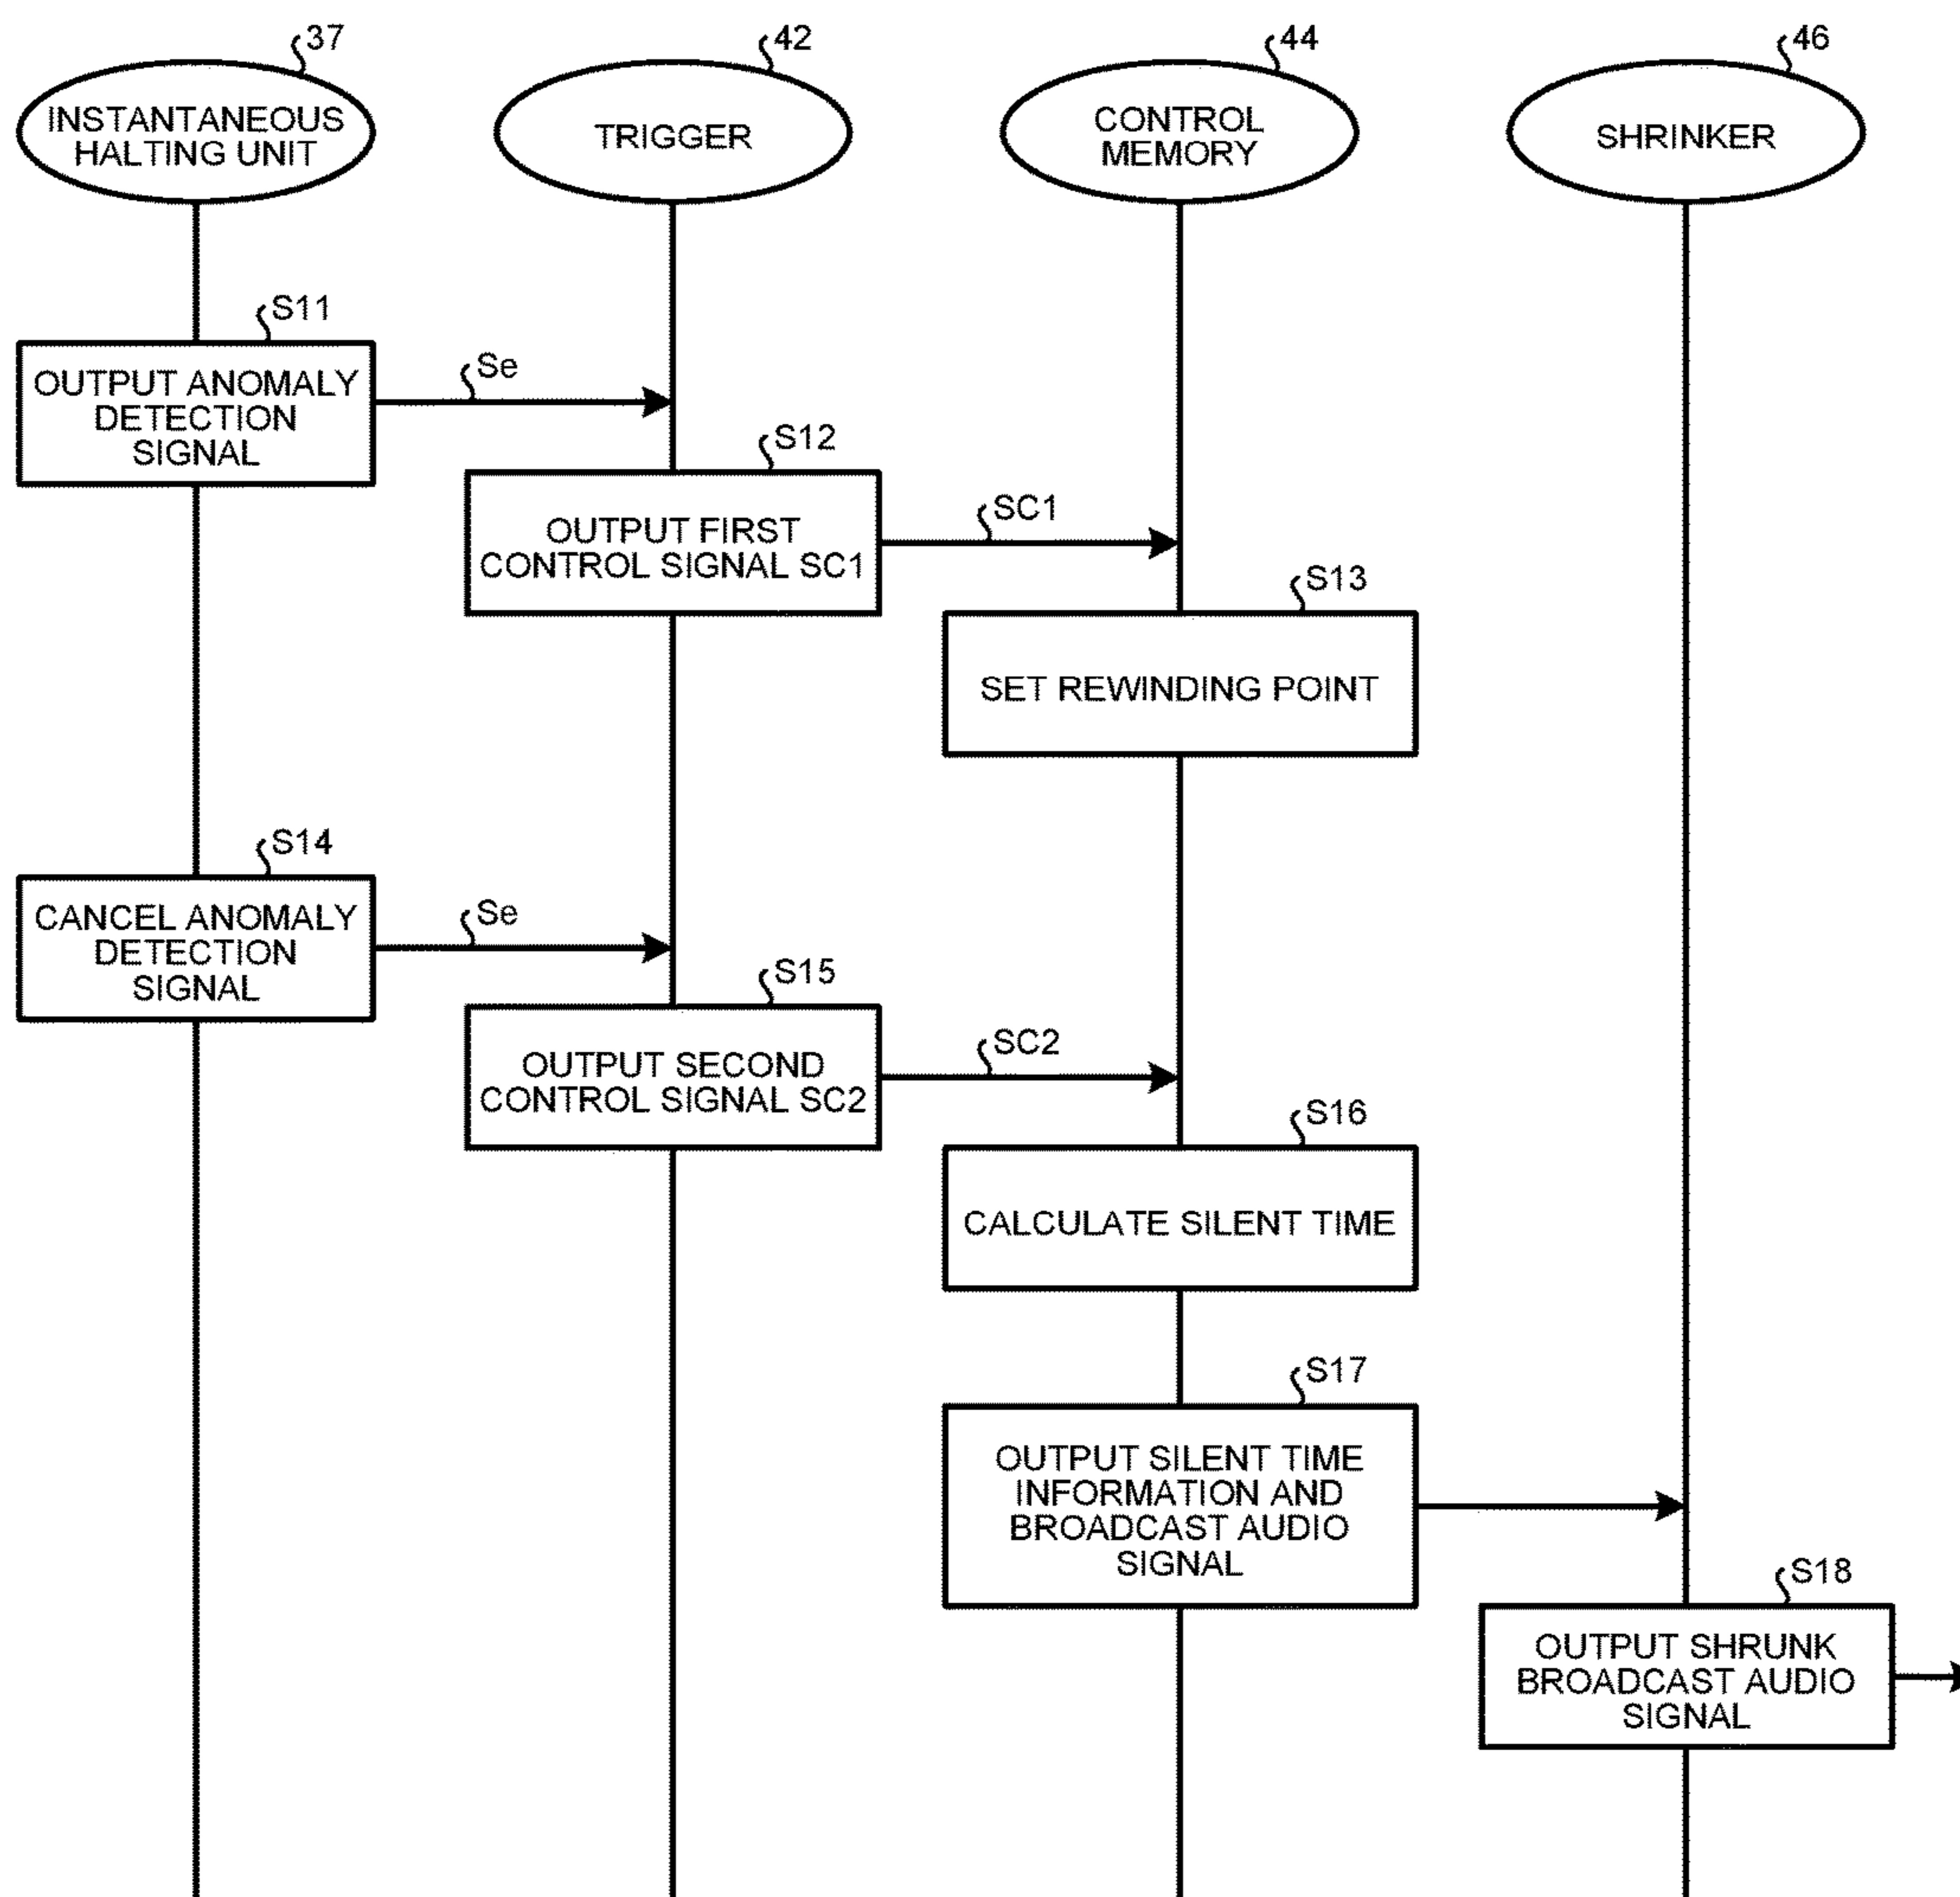 37
42
44
46
INSTANTANEOUS
HALTING UNIT
TRIGGER
CONTROL
MEMORY
SHRINKER
S11
OUTPUT ANOMALY
DETECTION
SIGNAL
Se
S12
OUTPUT FIRST
CONTROL SIGNAL SC1
SC1
S13
SET REWINDING POINT
S14
CANCEL ANOMALY
DETECTION
SIGNAL
Se
S15
OUTPUT SECOND
CONTROL SIGNAL SC2
SC2
S16
CALCULATE SILENT TIME
S17
OUTPUT SILENT TIME
INFORMATION AND
BROADCAST AUDIO
SIGNAL
S18
OUTPUT SHRUNK
BROADCAST AUDIO
SIGNAL